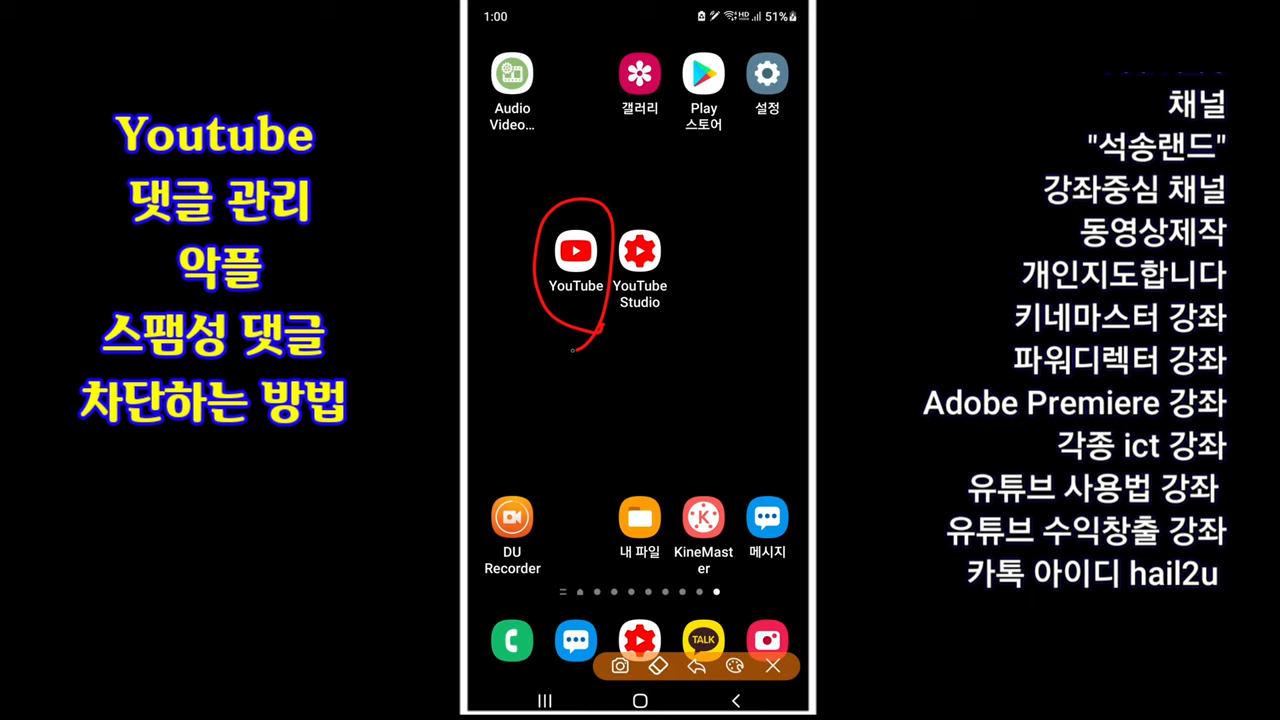 Youtube
댓글 관리
악플
스팸성 댓글
차단하는 방법
1:00
HD
51%
Audio
Video...
갤러리
Play
스토어
설정
YouTube
YouTube
Studio
DU
Recorder
내 파일
KineMast
er
메시지
TALK
채널
"석송랜드"
강좌중심 채널
동영상제작
개인지도합니다
키네마스터 강좌
파워디렉터 강좌
Adobe Premiere 강좌
각종 ict 강좌
유튜브 사용법 강좌
유튜브 수익창출 강좌
카톡 아이디 hail2u